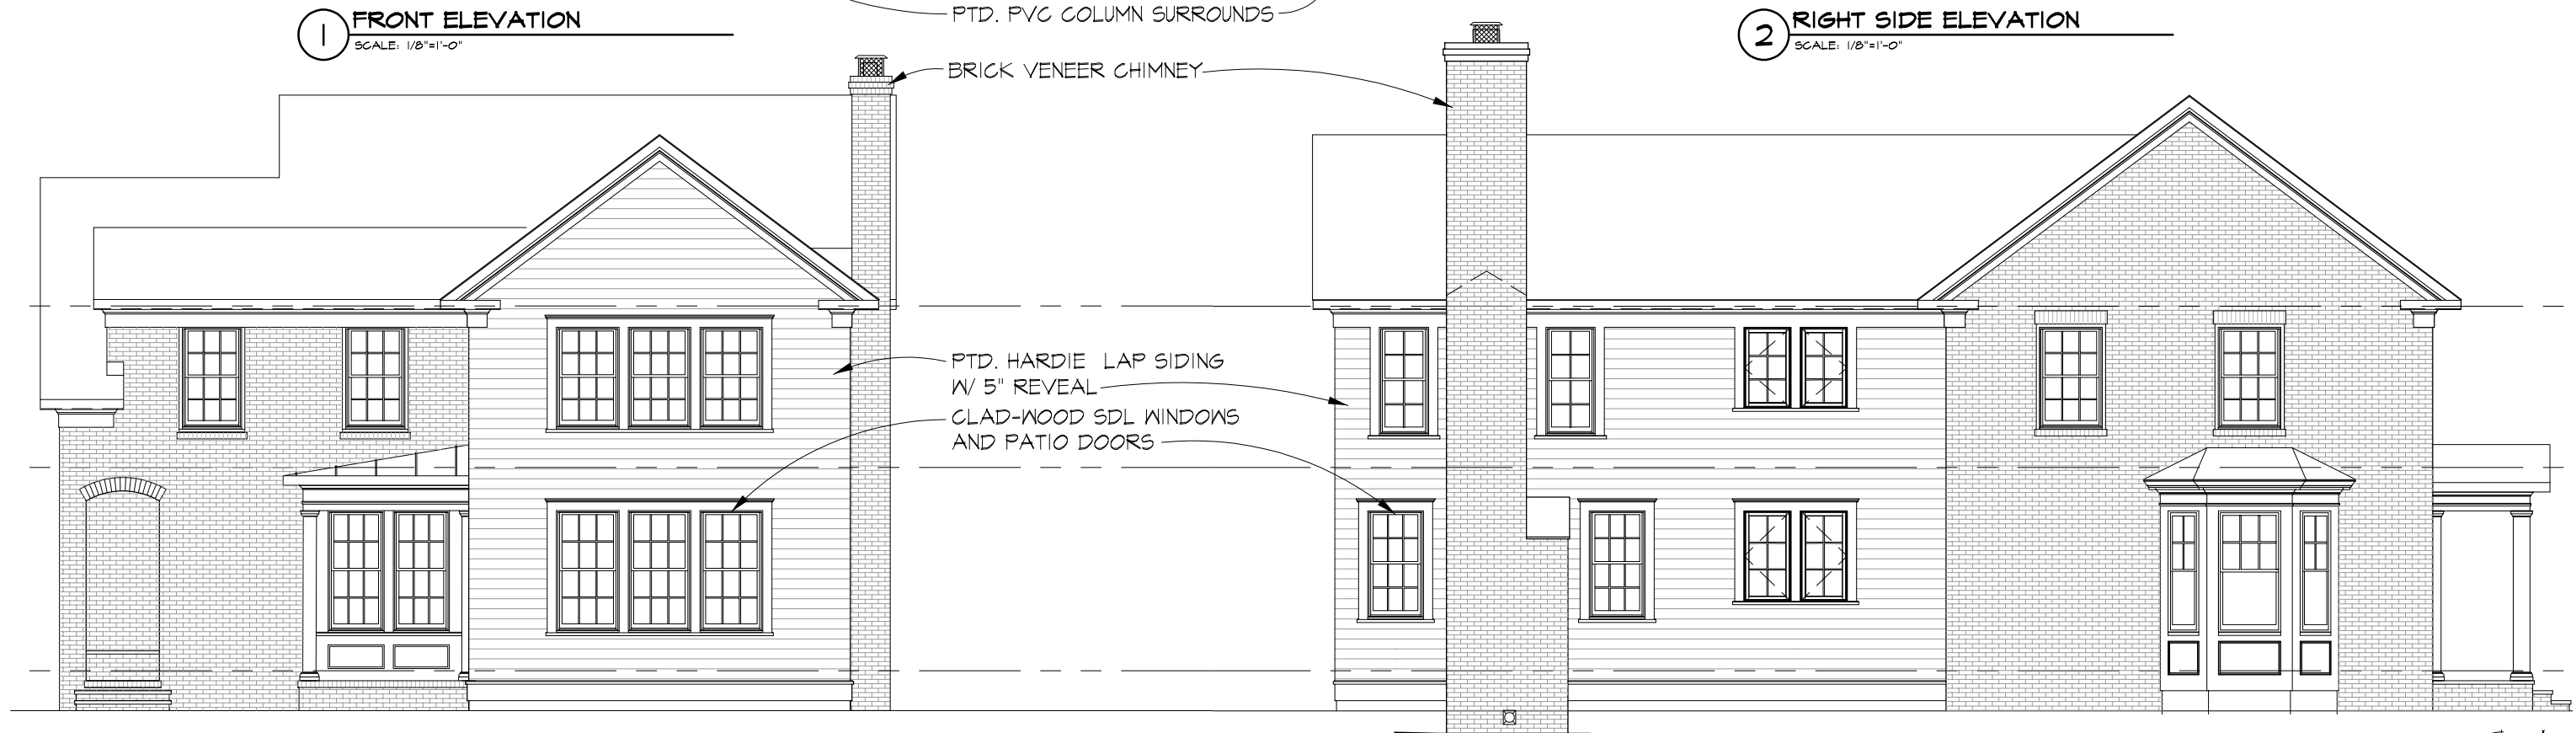 1 FRONT ELEVATION
SCALE: 1/8"=1'-0"
PTD. PVC COLUMN SURROUNDS
2 RIGHT SIDE ELEVATION
SCALE: 1/8"=1'-0"
BRICK VENEER CHIMNEY
PTD. HARDIE LAP SIDING
W/ 5" REVEAL
CLAD-WOOD SDL WINDOWS
AND PATIO DOORS